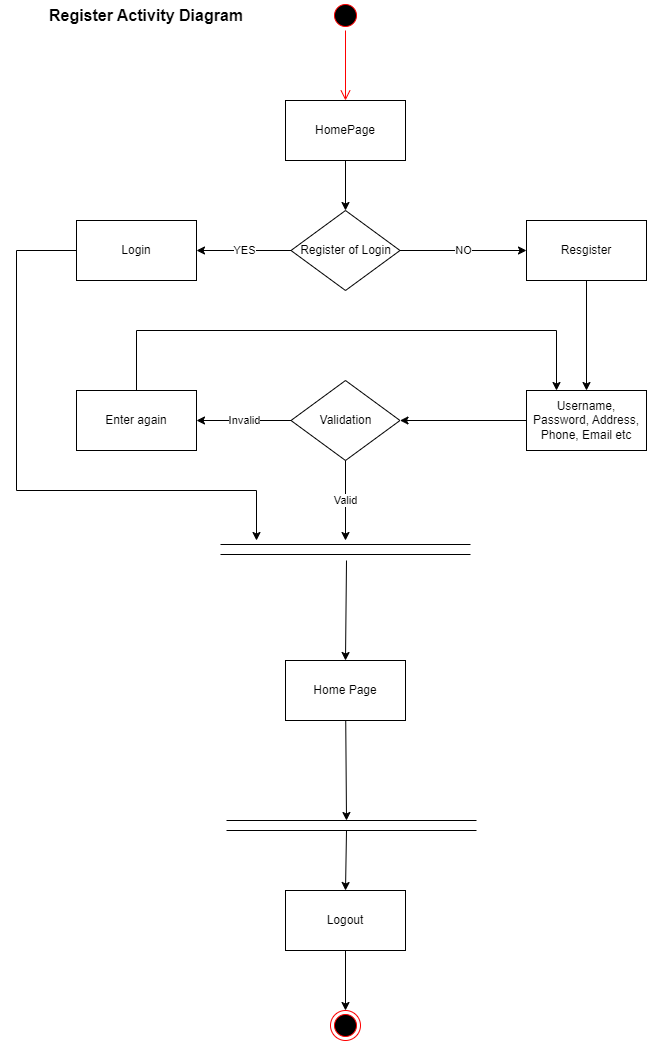 Register Activity Diagram
HomePage
Login
YES
Register of Login
NO
Resgister
Enter again
Invalid
Validation
Username,
Password, Address,
Phone, Email etc
Valid
Home Page
Logout